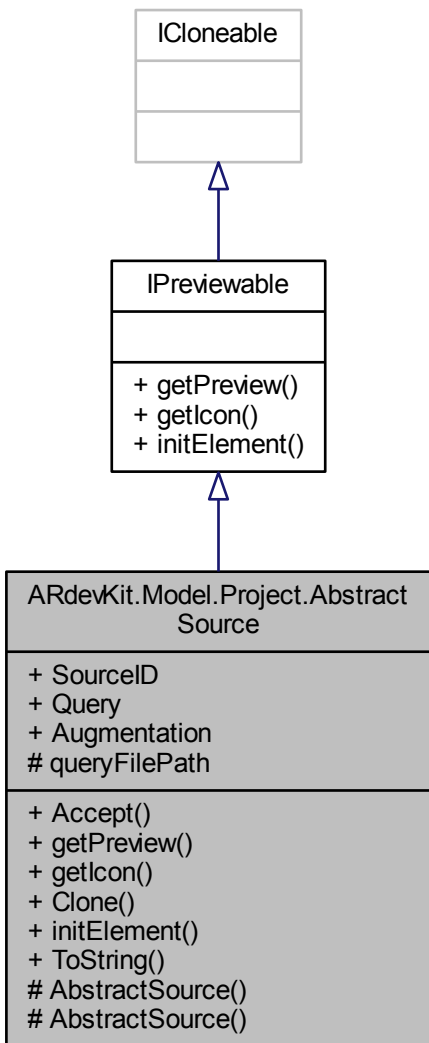 ICloneable
IPreviewable
+ getPreview()
+ getIcon()
+ initElement()
ARdevKit.Model.Project.Abstract
Source
+ SourceID
+ Query
+ Augmentation
# queryFilePath
+ Accept()
+ getPreview()
+ getIcon()
+ Clone()
+ initElement()
+ ToString()
# AbstractSource()
# AbstractSource()